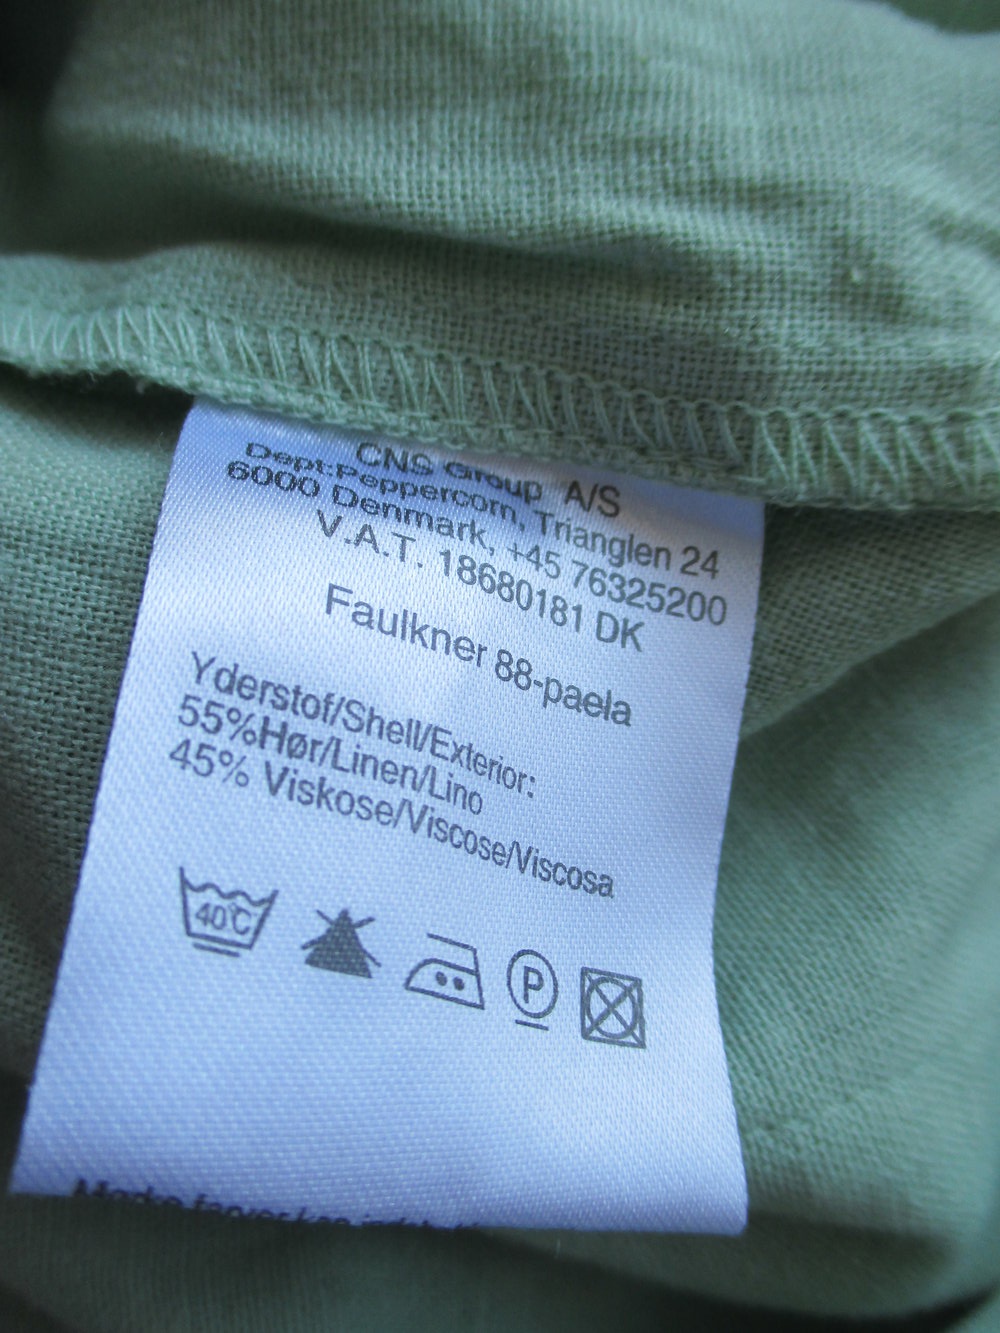 CNS Group A/S
Dept:Peppercorn, Trianglen 24
6000 Denmark, +45 76325200
V.A.T. 18680181 DK
Faulkner 88-paela
Yderstof/Shell/Exterior:
55%Hør/Linen/Lino
45% Viskose/Viscose/Viscosa
40°C
P